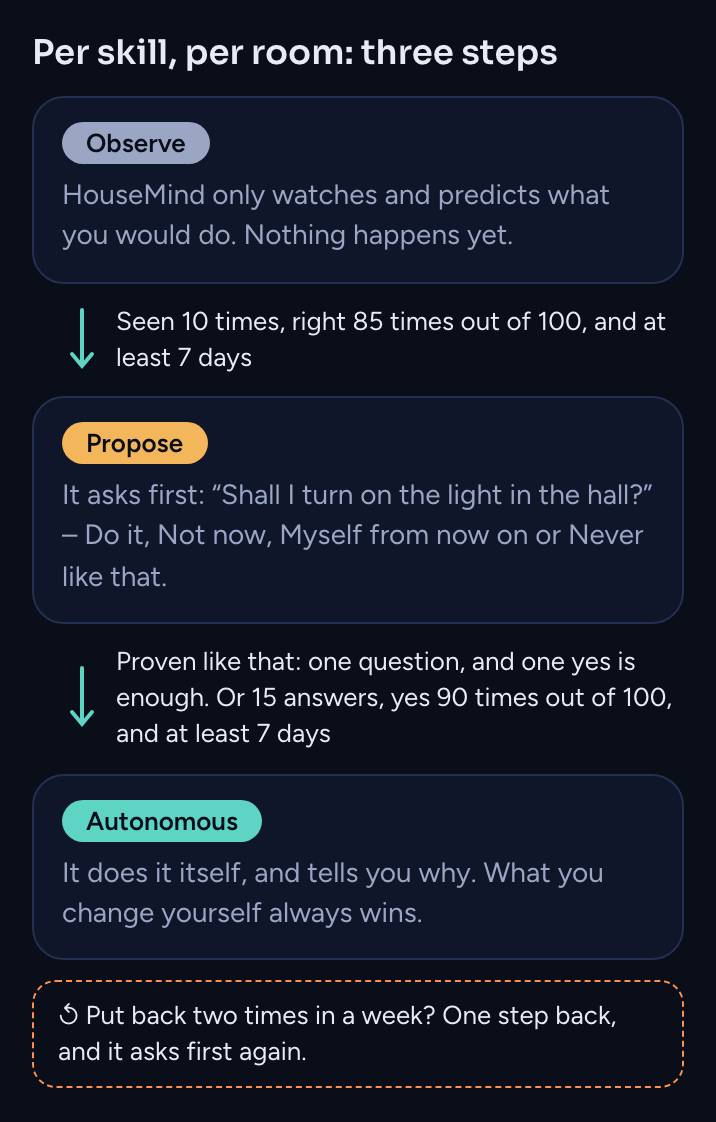 Per skill, per room: three steps
Observe
HouseMind only watches and predicts what
you would do. Nothing happens yet.
Seen 10 times, right 85 times out of 100, and at
least 7 days
Propose
It asks first: “Shall I turn on the light in the hall?”
– Do it, Not now, Myself from now on or Never
like that.
Proven like that: one question, and one yes is
enough. Or 15 answers, yes 90 times out of 100,
and at least 7 days
Autonomous
It does it itself, and tells you why. What you
change yourself always wins.
↺ Put back two times in a week? One step back,
and it asks first again.